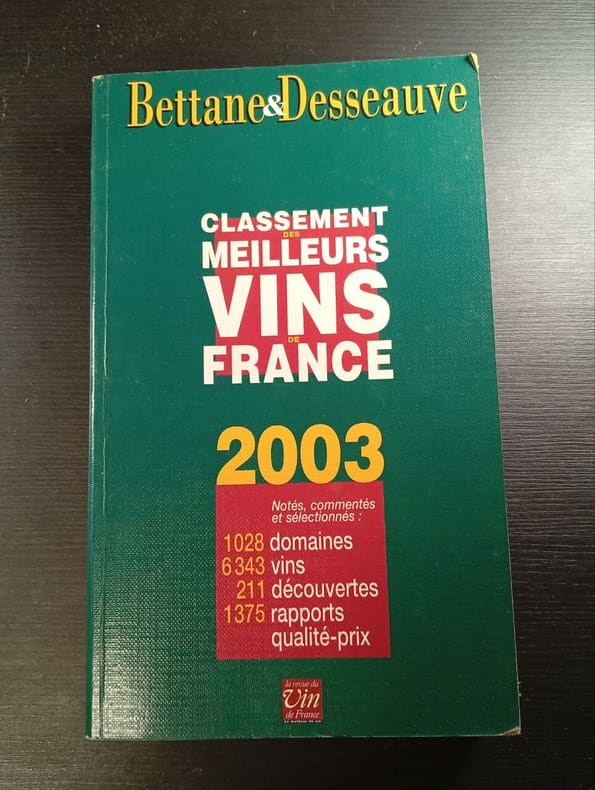 Bettane&Desseauve
CLASSEMENT
DES
MEILLEURS
VINS
DE
FRANCE
2003
Notés, commentés
et sélectionnés :
1028 domaines
6 343 vins
211 découvertes
1375 rapports
qualité-prix
la revue du
Vin
de France